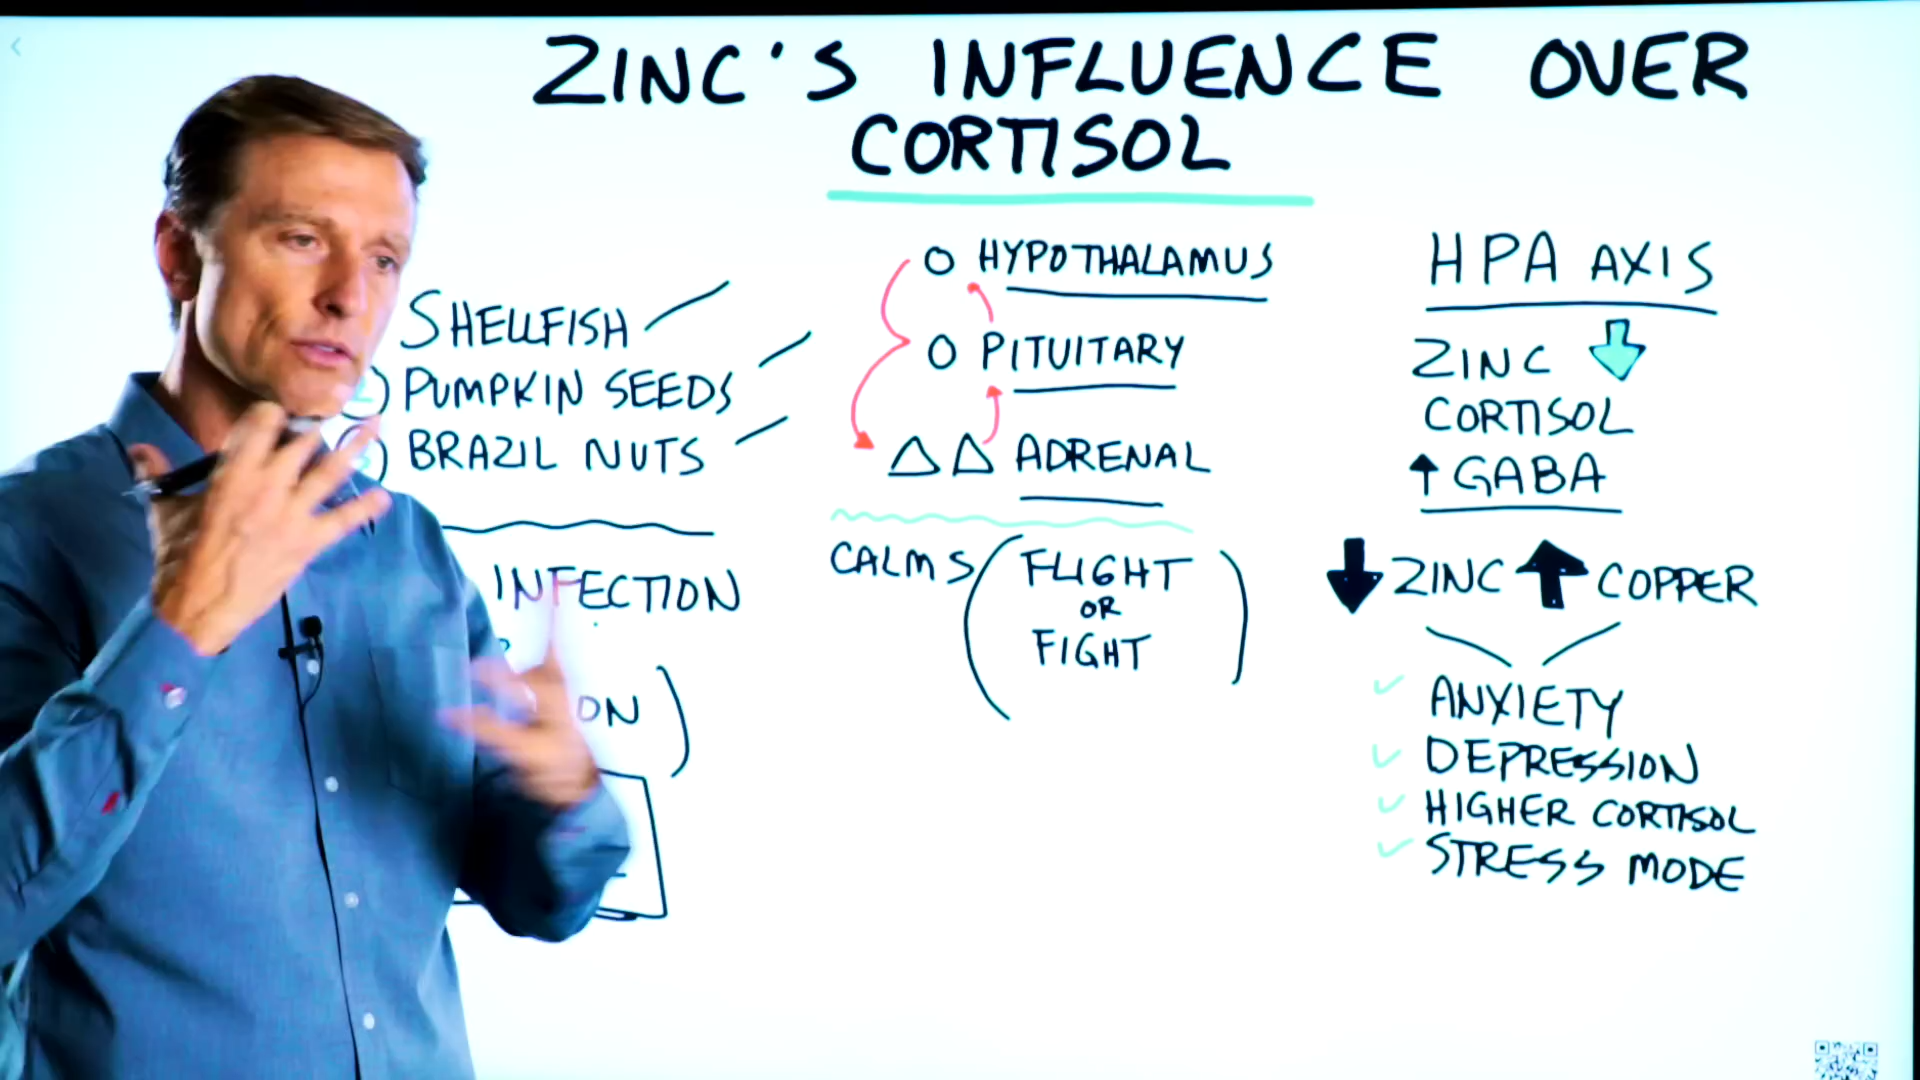 ZINC'S INFLUENCE OVER
CORTISOL
SHELLFISH
PUMPKIN SEEDS
BRAZIL NUTS
INFECTION
HYPOTHALAMUS
PITUITARY
ADRENAL
CALMS (FLIGHT
OR
FIGHT)
HPA AXIS
ZINC
CORTISOL
↑ GABA
↓ ZINC ↑ COPPER
✓ ANXIETY
✓ DEPRESSION
✓ HIGHER CORTISOL
✓ STRESS MODE